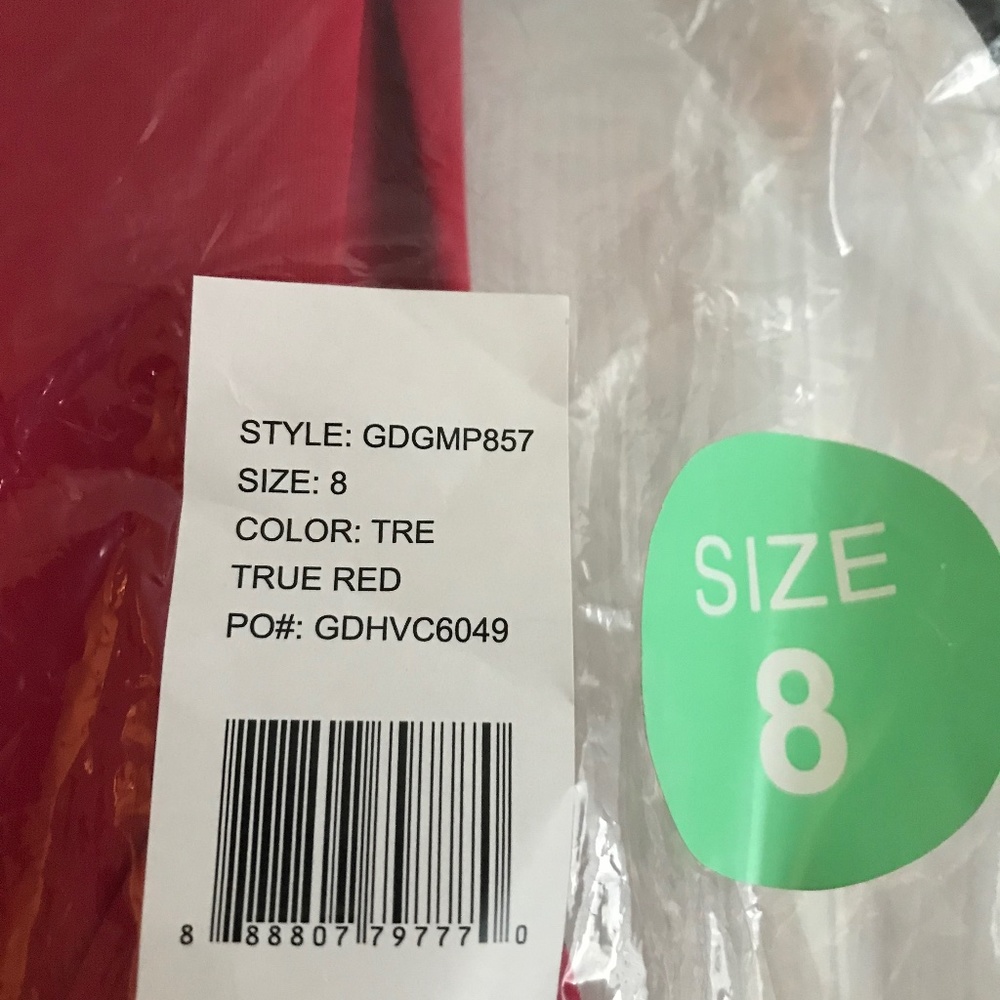 STYLE: GDGMP857
SIZE: 8
COLOR: TRE
TRUE RED
PO#: GDHVC6049
8 88807 79777 0
SIZE
8